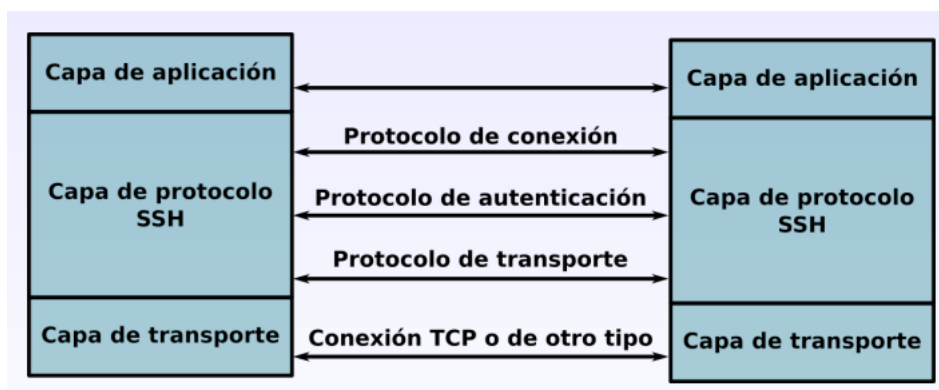 Capa de aplicación
Capa de aplicación
Protocolo de conexión
Capa de protocolo
SSH
Protocolo de autenticación
Capa de protocolo
SSH
Protocolo de transporte
Capa de transporte
Conexión TCP o de otro tipo
Capa de transporte